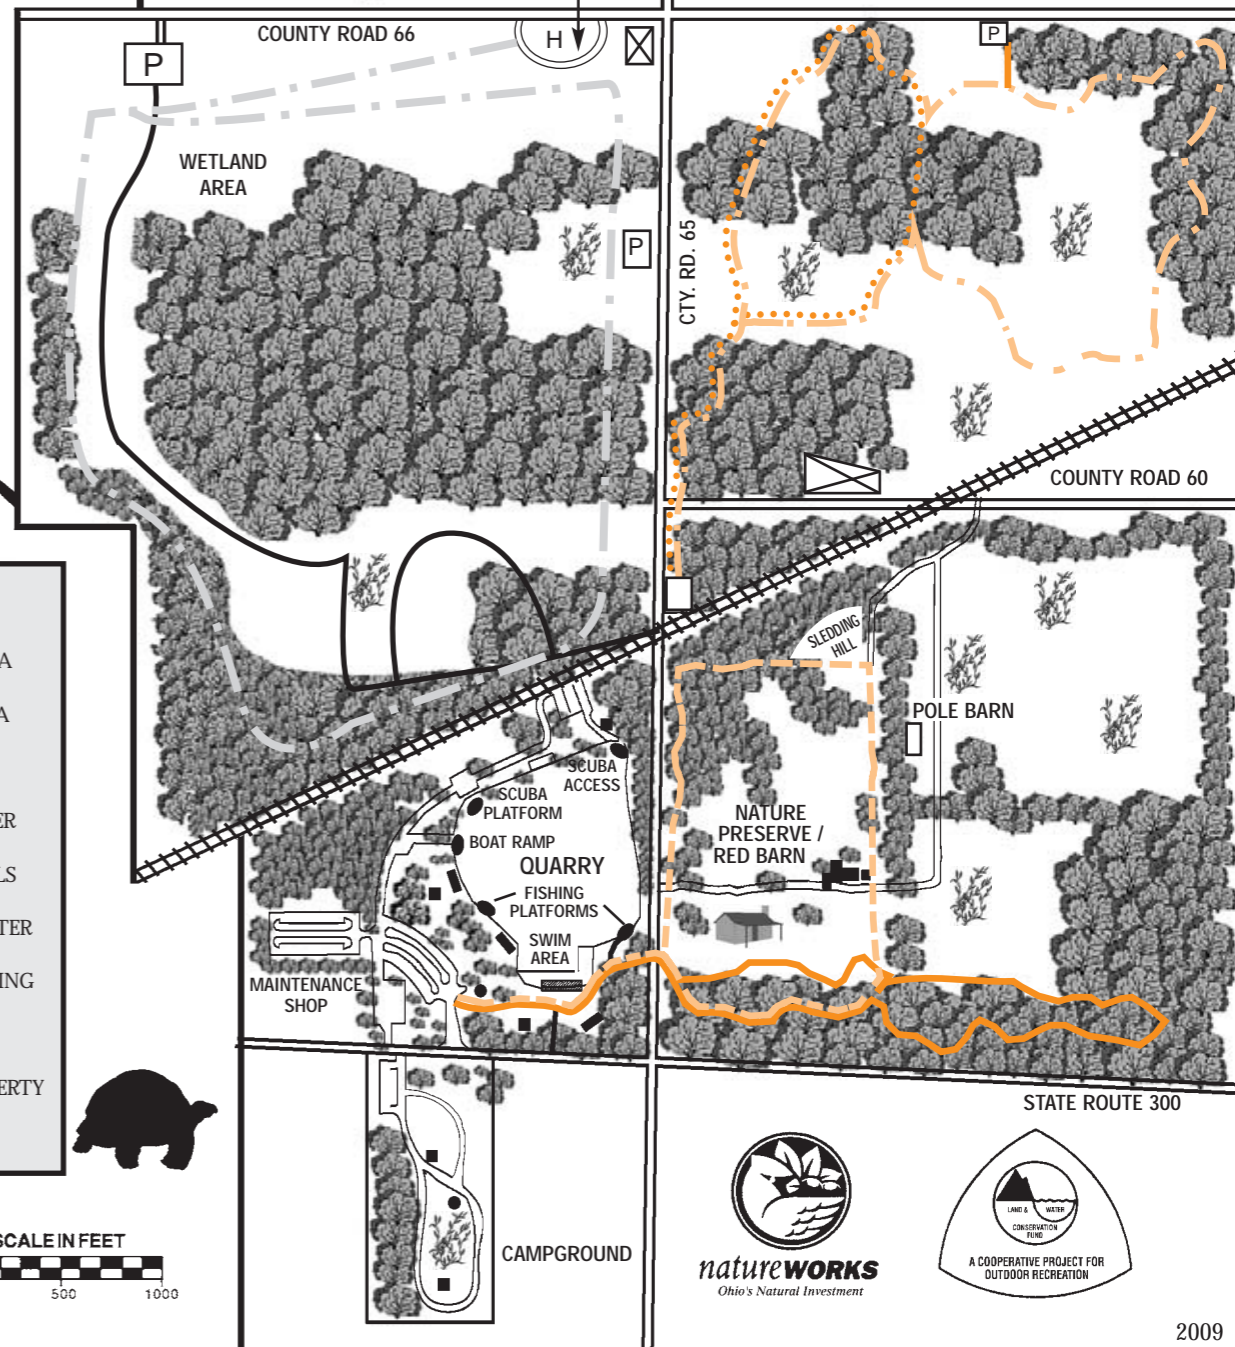 COUNTY ROAD 66
H
P
P
WETLAND
AREA
P
CTY. RD. 65
COUNTY ROAD 60
SLEDDING
HILL
POLE BARN
SCUBA
ACCESS
SCUBA
PLATFORM
BOAT RAMP
QUARRY
FISHING
PLATFORMS
SWIM
AREA
NATURE
PRESERVE /
RED BARN
MAINTENANCE
SHOP
STATE ROUTE 300
CAMPGROUND
A
A
ER
LS
TER
ING
ERTY
SCALE IN FEET
500
1000
natureWORKS
Ohio's Natural Investment
LAND &
WATER
CONSERVATION
FUND
A COOPERATIVE PROJECT FOR
OUTDOOR RECREATION
2009